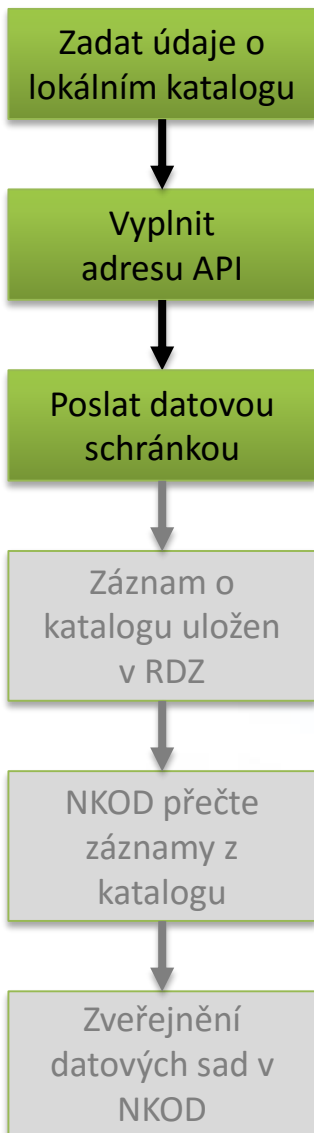 Zadat údaje o
lokálním katalogu
Vyplnit
adresu API
Poslat datovou
schránkou
Záznam o
katalogu uložen
v RDZ
NKOD přečte
záznamy z
katalogu
Zveřejnění
datových sad v
NKOD